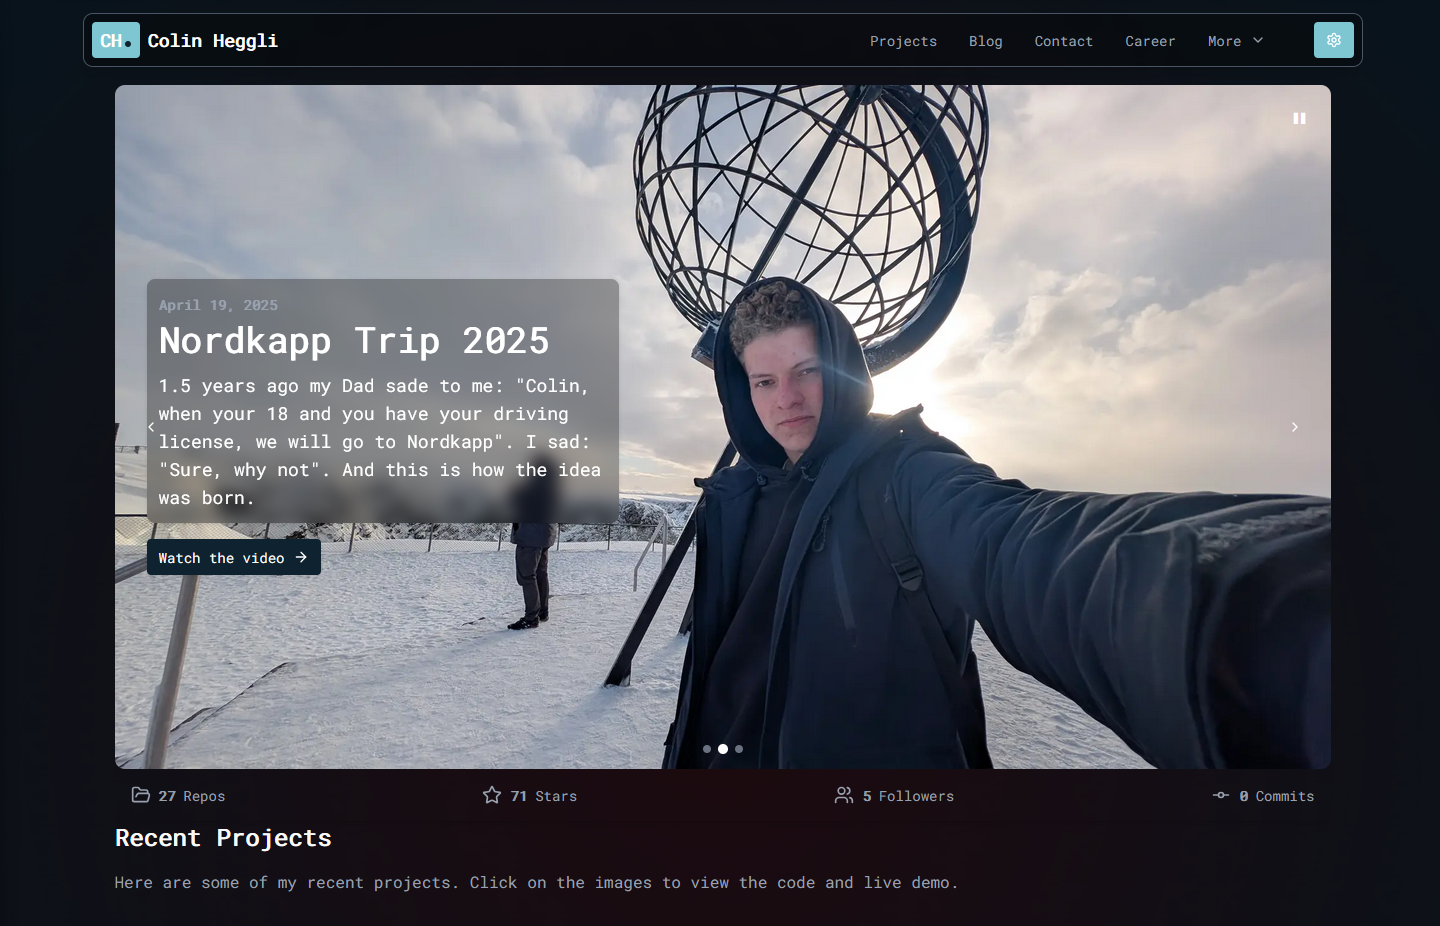 CH.
Colin Heggli
Projects
Blog
Contact
Career
More
April 19, 2025
Nordkapp Trip 2025
1.5 years ago my Dad sade to me: "Colin,
when your 18 and you have your driving
license, we will go to Nordkapp". I sad:
"Sure, why not". And this is how the idea
was born.
Watch the video
27 Repos
71 Stars
5 Followers
0 Commits
Recent Projects
Here are some of my recent projects. Click on the images to view the code and live demo.